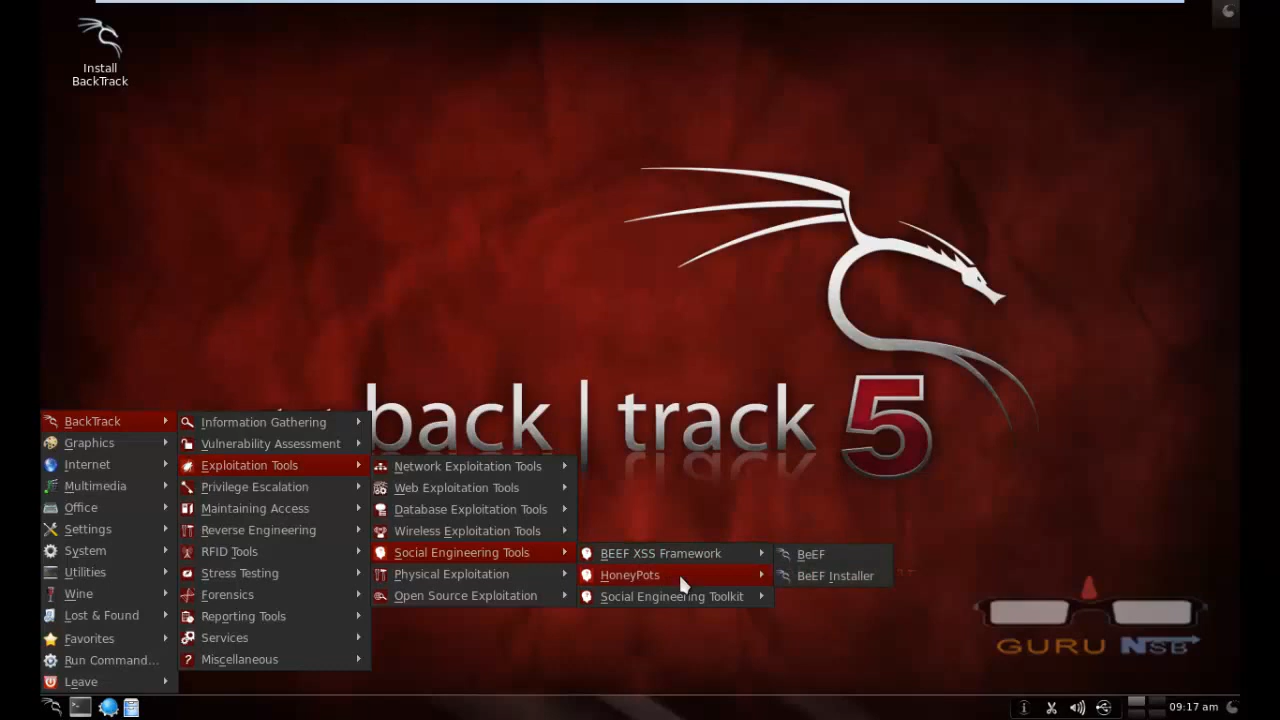 Install
BackTrack
back | track 5
BackTrack
Graphics
Internet
Multimedia
Office
Settings
System
Utilities
Wine
Lost & Found
Favorites
Run Command...
Leave
Information Gathering
Vulnerability Assessment
Exploitation Tools
Privilege Escalation
Maintaining Access
Reverse Engineering
RFID Tools
Stress Testing
Forensics
Reporting Tools
Services
Miscellaneous
Network Exploitation Tools
Web Exploitation Tools
Database Exploitation Tools
Wireless Exploitation Tools
Social Engineering Tools
Physical Exploitation
Open Source Exploitation
BEEF XSS Framework
HoneyPots
Social Engineering Toolkit
BeEF
BeEF Installer
GURU NSB
09:17 am